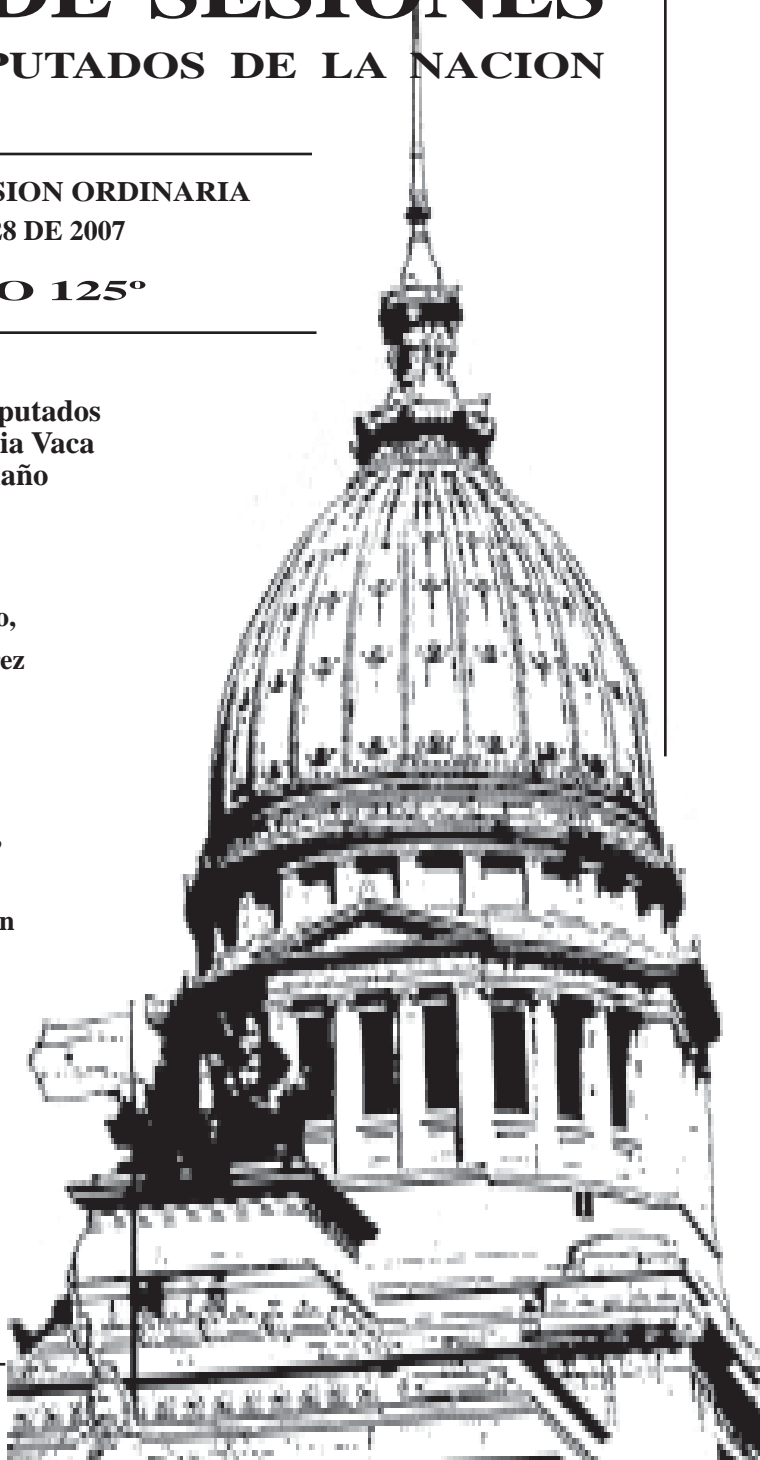 DE SESIONES
PUTADOS DE LA NACION
SION ORDINARIA
28 DE 2007
O 125º
putados
ia Vaca
año
o,
ez
n